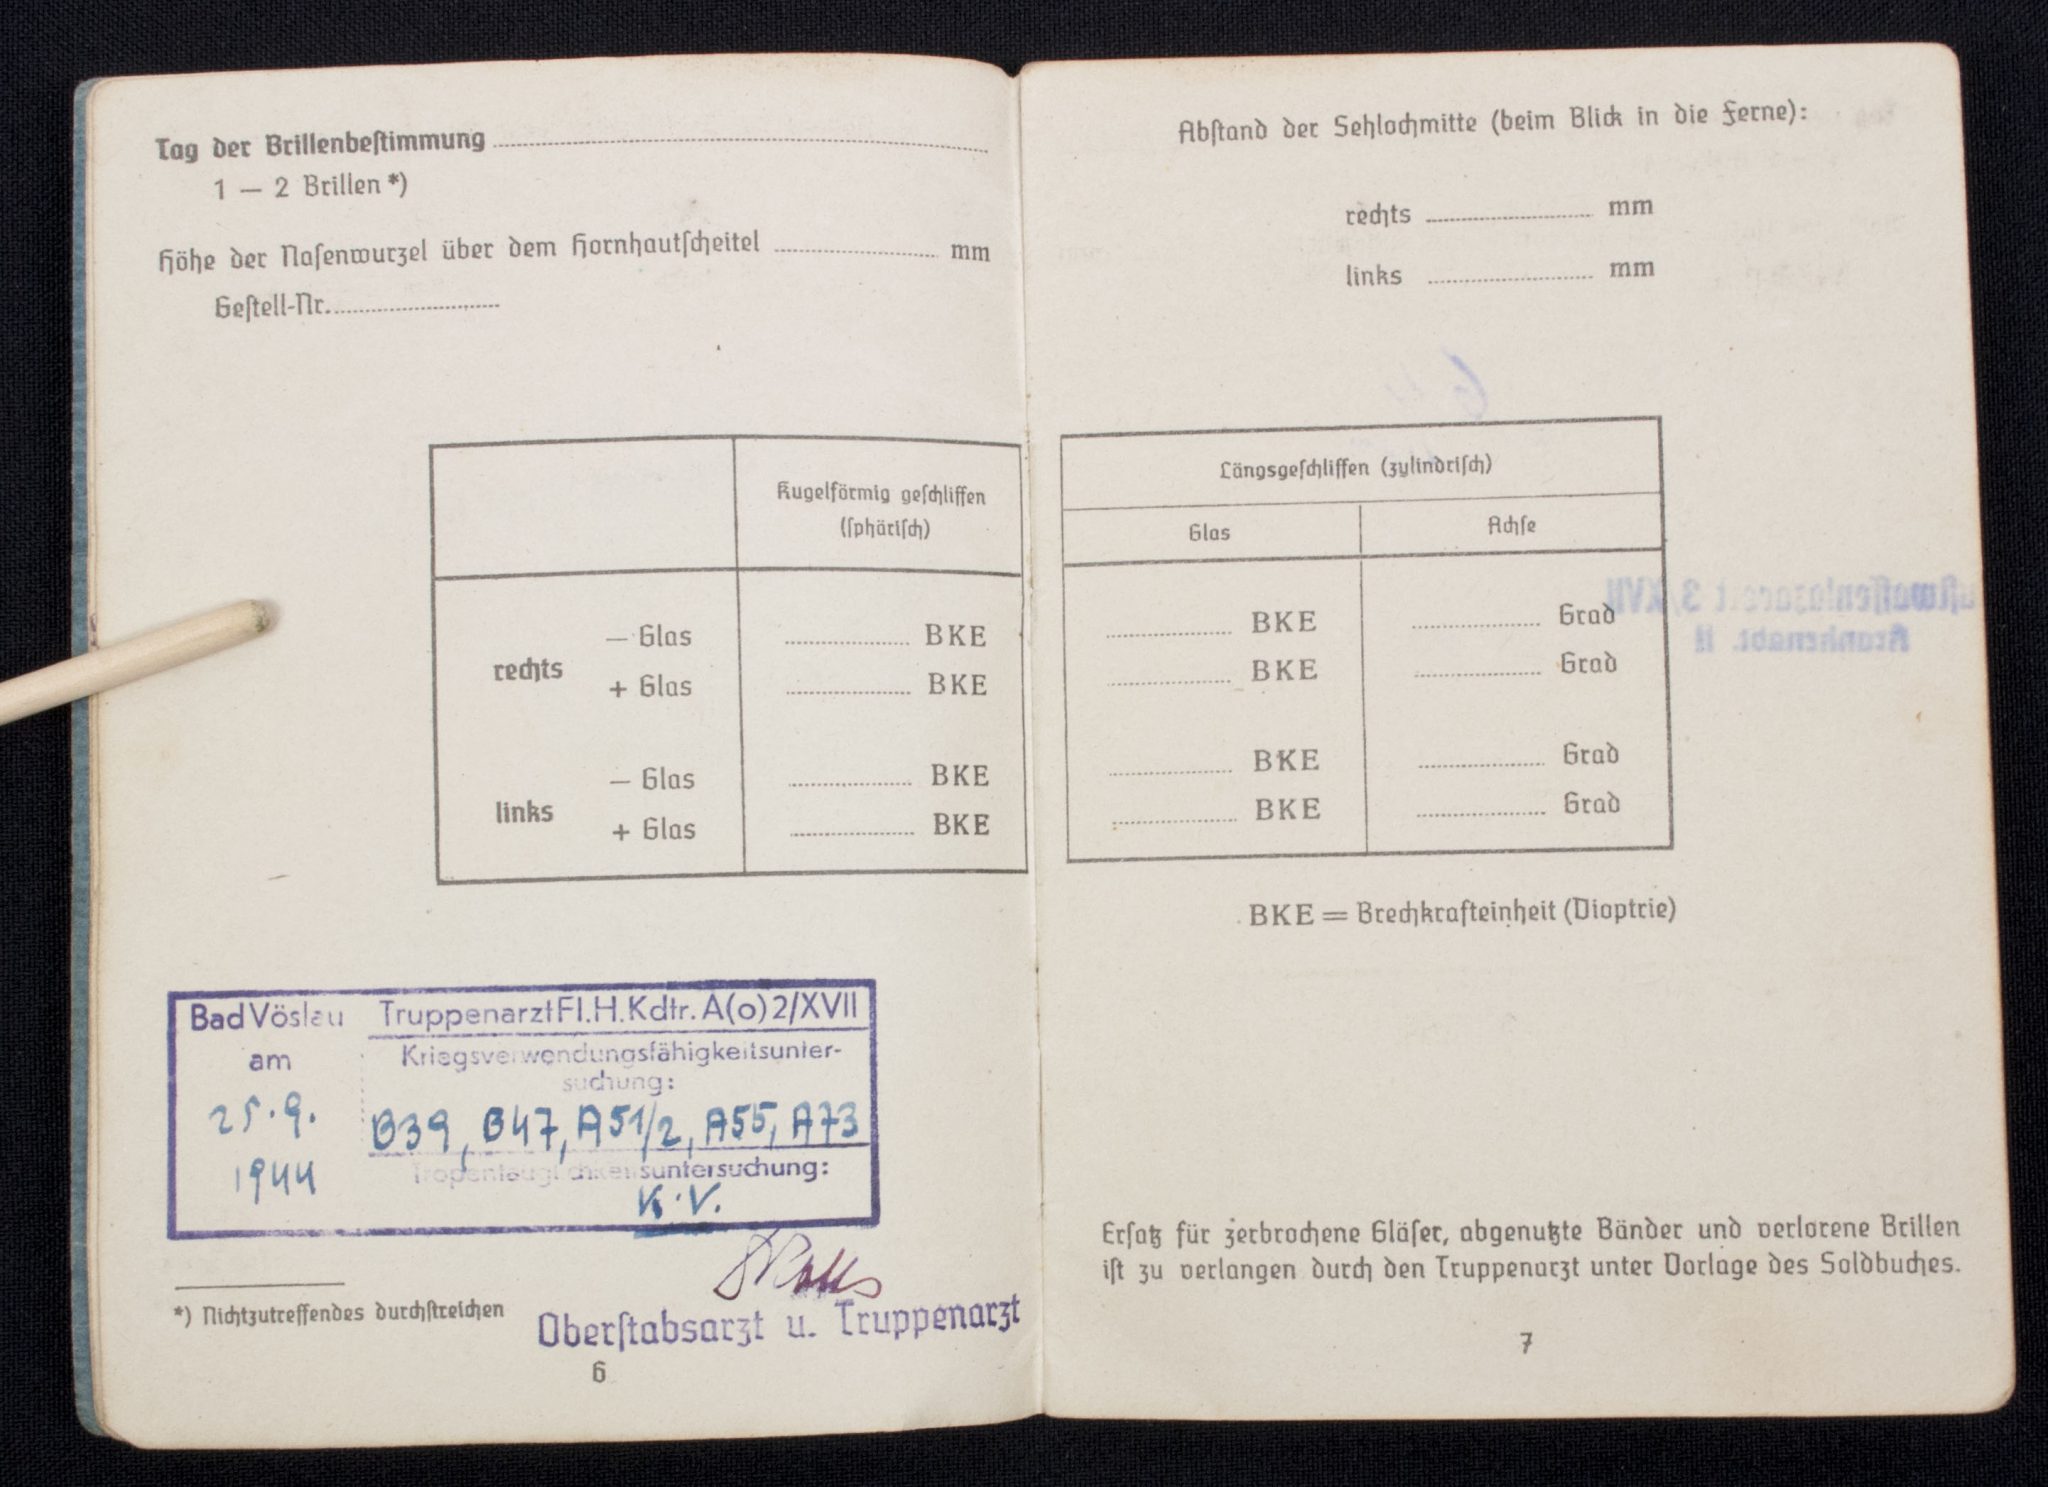 Tag der Brillenbestimmung
1 — 2 Brillen *)
Höhe der Nasenwurzel über dem Hornhautscheitel mm
Gestell-Nr.
Kugelförmig geschliffen
(sphärisch)
rechts
— Glas BKE
+ Glas BKE
links
— Glas BKE
+ Glas BKE
Bad Vöslau
am
25.9.
1944
Truppenarzt Fl.H.Kdtr. A(o) 2/XVII
Kriegsverwendungsfähigkeitsunter-
suchung:
B39, B47, A51/2, A55, A73
Tropentauglichkeitsuntersuchung:
K.V.
Oberstabsarzt u. Truppenarzt
*) Nichtzutreffendes durchstreichen
6
Abstand der Sehlochmitte (beim Blick in die Ferne):
rechts mm
links mm
Längsgeschliffen (zylindrisch)
Glas Achse
BKE Grad
BKE Grad
BKE Grad
BKE Grad
BKE = Brechkrafteinheit (Dioptrie)
Ersatz für zerbrochene Gläser, abgenutzte Bänder und verlorene Brillen
ist zu verlangen durch den Truppenarzt unter Vorlage des Soldbuches.
7